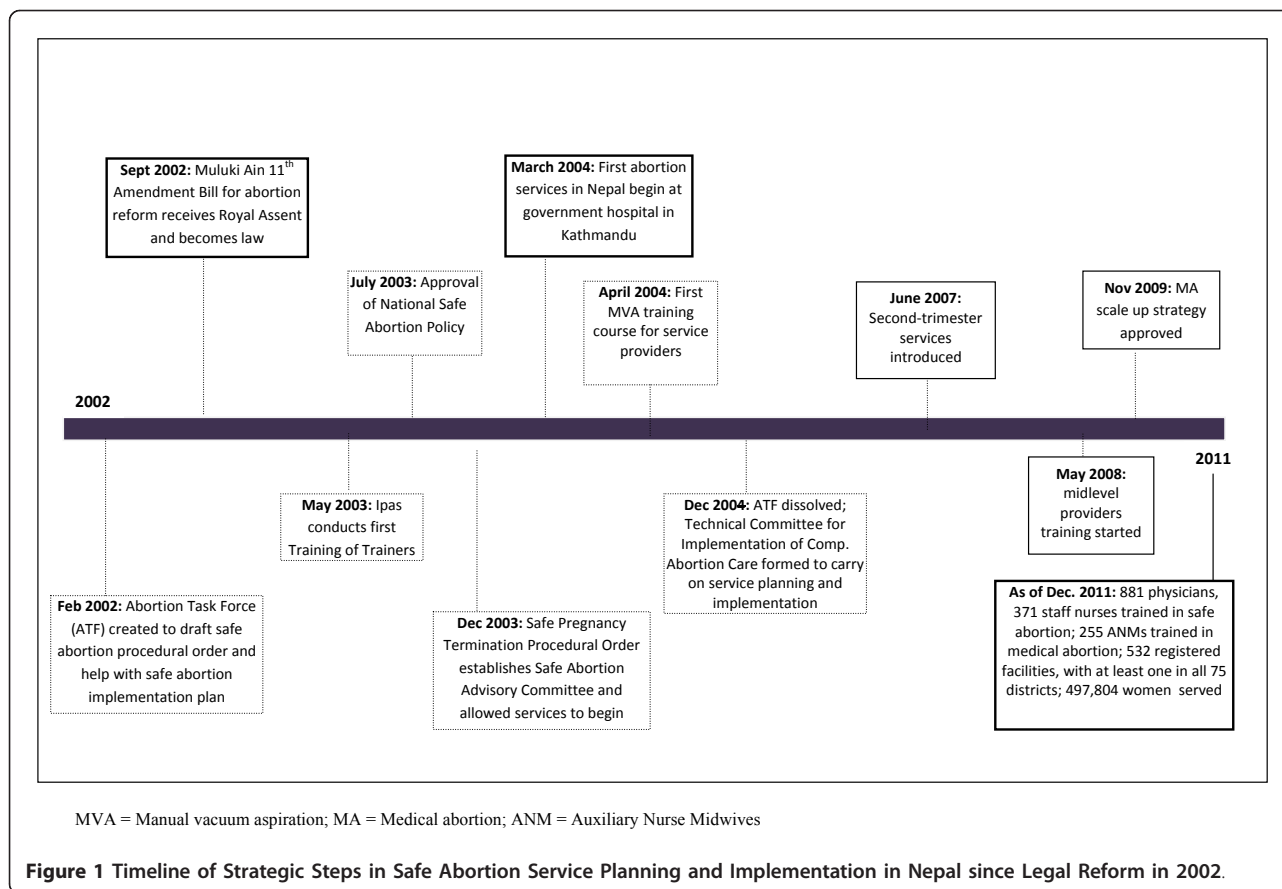 Sept 2002: Muluki Ain 11th
Amendment Bill for abortion
reform receives Royal Assent
and becomes law
March 2004: First abortion
services in Nepal begin at
government hospital in
Kathmandu
July 2003: Approval
of National Safe
Abortion Policy
April 2004: First
MVA training
course for service
providers
June 2007:
Second-trimester
services
introduced
Nov 2009: MA
scale up strategy
approved
2002
2011
May 2003: Ipas
conducts first
Training of Trainers
Dec 2004: ATF dissolved;
Technical Committee for
Implementation of Comp.
Abortion Care formed to carry
on service planning and
implementation
May 2008:
midlevel
providers
training started
Feb 2002: Abortion Task Force
(ATF) created to draft safe
abortion procedural order and
help with safe abortion
implementation plan
Dec 2003: Safe Pregnancy
Termination Procedural Order
establishes Safe Abortion
Advisory Committee and
allowed services to begin
As of Dec. 2011: 881 physicians,
371 staff nurses trained in safe
abortion; 255 ANMs trained in
medical abortion; 532 registered
facilities, with at least one in all 75
districts; 497,804 women served
MVA = Manual vacuum aspiration; MA = Medical abortion; ANM = Auxiliary Nurse Midwives
Figure 1 Timeline of Strategic Steps in Safe Abortion Service Planning and Implementation in Nepal since Legal Reform in 2002.